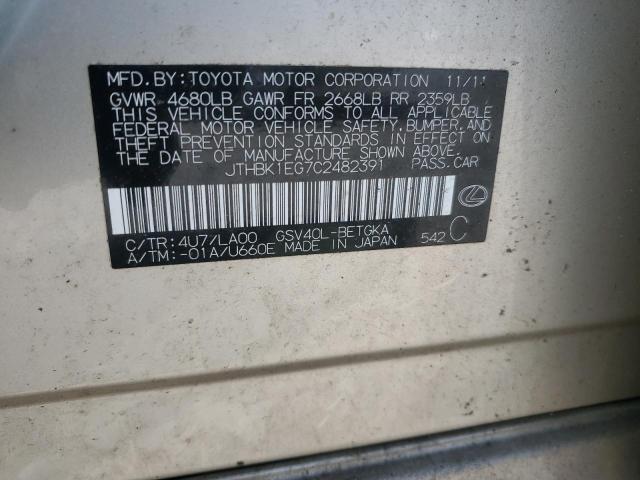 MFD. BY: TOYOTA MOTOR CORPORATION 11/11
GVWR 4680LB GAWR FR 2668LB RR 2359LB
THIS VEHICLE CONFORMS TO ALL APPLICABLE
FEDERAL MOTOR VEHICLE SAFETY, BUMPER, AND
THEFT PREVENTION STANDARDS IN EFFECT ON
THE DATE OF MANUFACTURE SHOWN ABOVE.
JTHBK1EG7C2482391 PASS. CAR
C/TR: 4U7/LA00 GSV40L-BETGKA
A/TM: -01A/U660E MADE IN JAPAN 542 C